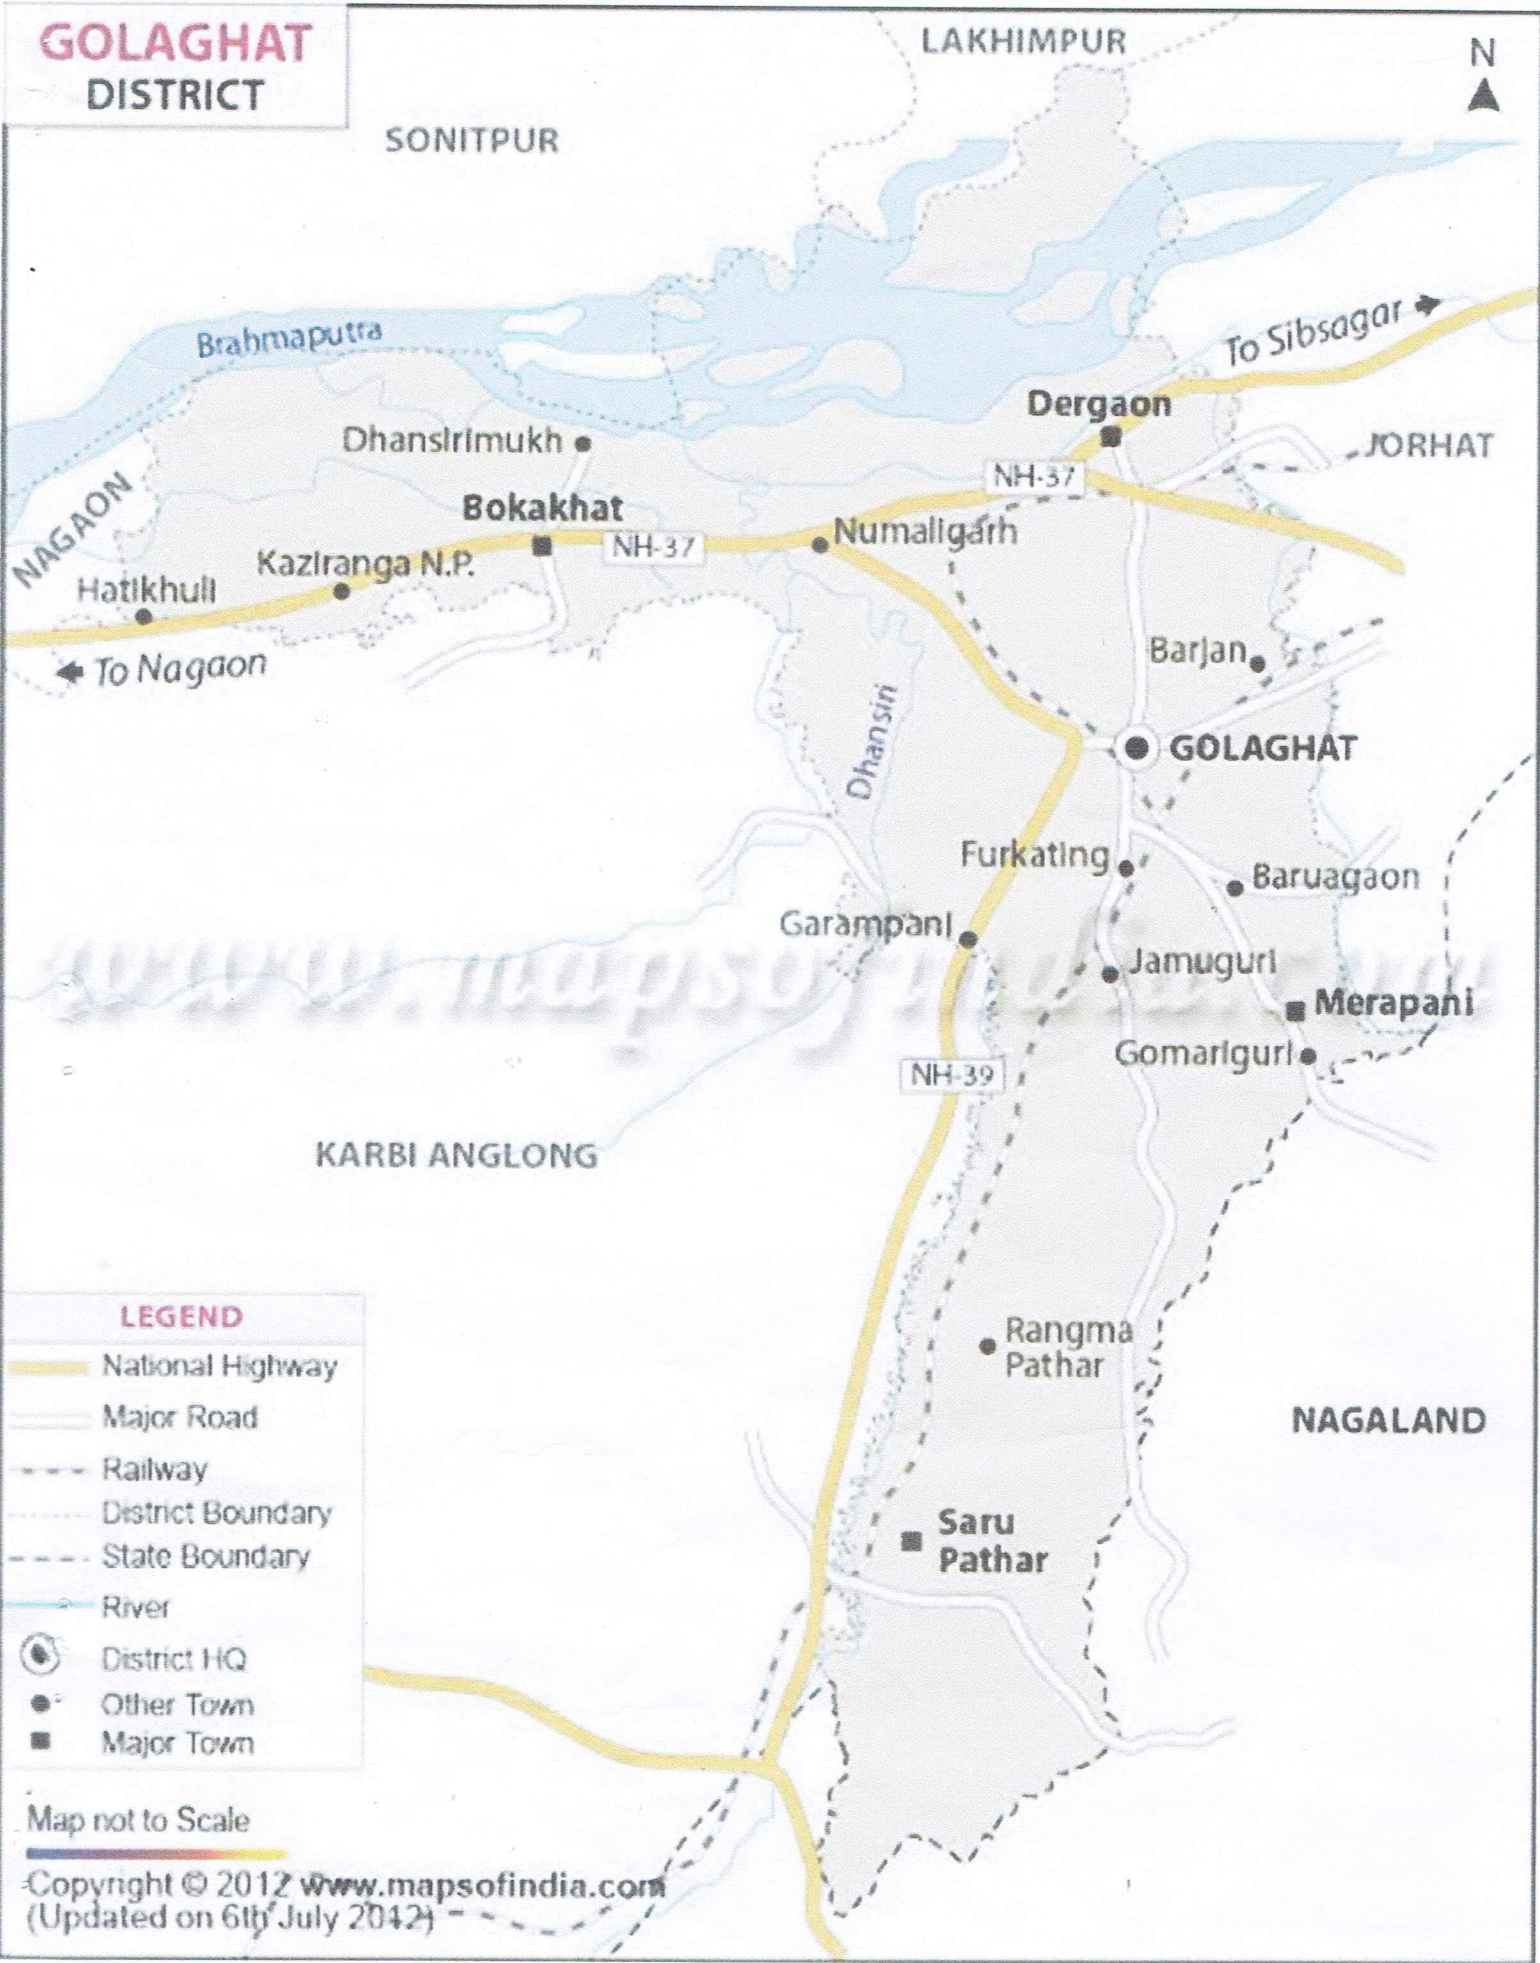 GOLAGHAT
DISTRICT
LAKHIMPUR
N
SONITPUR
Brahmaputra
To Sibsagar
Dergaon
Dhansirimukh
JORHAT
NH-37
NAGAON
Bokakhat
Numaligarh
NH-37
Kaziranga N.P.
Hatikhuli
To Nagaon
Barjan
Dhansiri
GOLAGHAT
Furkating
Baruagaon
Garampani
www.mapsofindia.com
Jamuguri
Merapani
Gomariguri
NH-39
KARBI ANGLONG
LEGEND
National Highway
Major Road
Railway
District Boundary
State Boundary
River
District HQ
Other Town
Major Town
Rangma
Pathar
NAGALAND
Saru
Pathar
Map not to Scale
Copyright © 2012 www.mapsofindia.com
(Updated on 6th July 2012)